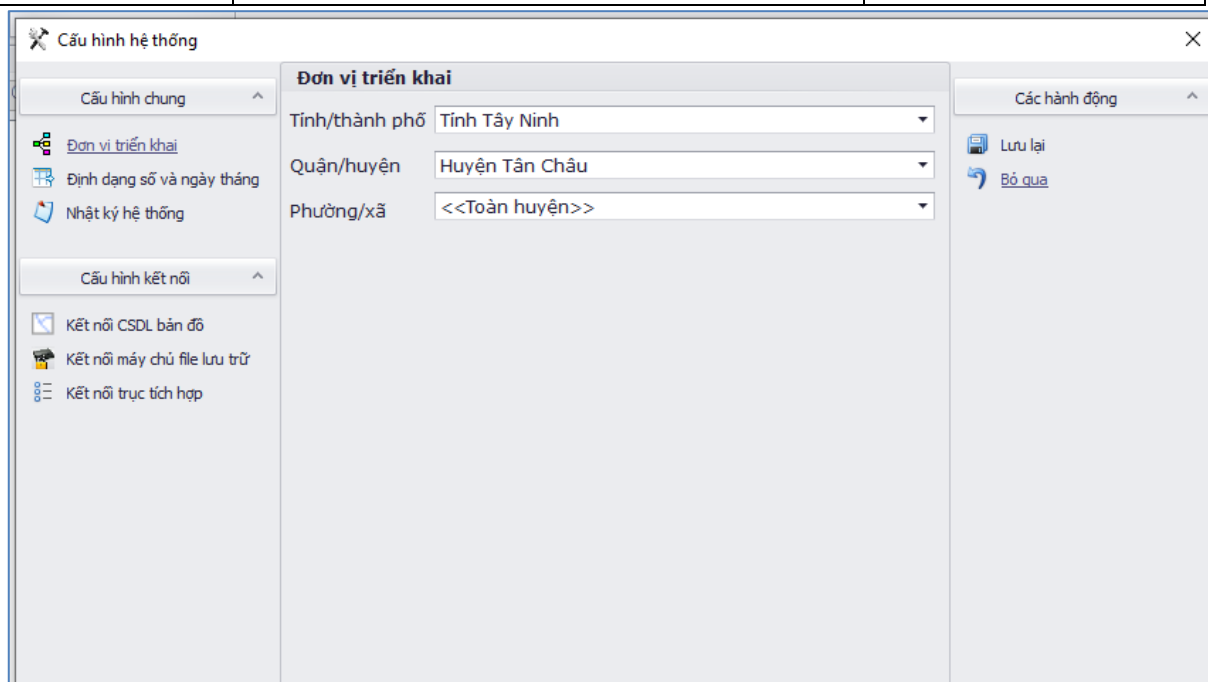 Cấu hình hệ thống
Cấu hình chung
Đơn vị triển khai
Định dạng số và ngày tháng
Nhật ký hệ thống
Cấu hình kết nối
Kết nối CSDL bản đồ
Kết nối máy chủ file lưu trữ
Kết nối trục tích hợp
Đơn vị triển khai
Tỉnh/thành phố Tỉnh Tây Ninh
Quận/huyện Huyện Tân Châu
Phường/xã <<Toàn huyện>>
Các hành động
Lưu lại
Bỏ qua